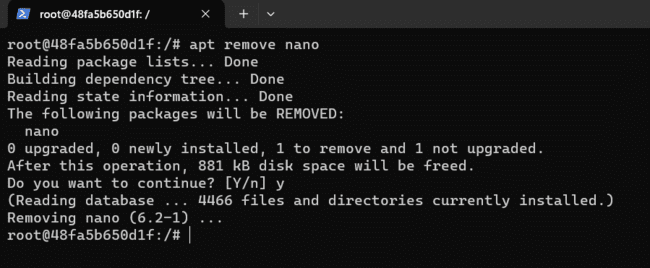 root@48fa5b650d1f: /
root@48fa5b650d1f:/# apt remove nano
Reading package lists... Done
Building dependency tree... Done
Reading state information... Done
The following packages will be REMOVED:
  nano
0 upgraded, 0 newly installed, 1 to remove and 1 not upgraded.
After this operation, 881 kB disk space will be freed.
Do you want to continue? [Y/n] y
(Reading database ... 4466 files and directories currently installed.)
Removing nano (6.2-1) ...
root@48fa5b650d1f:/#